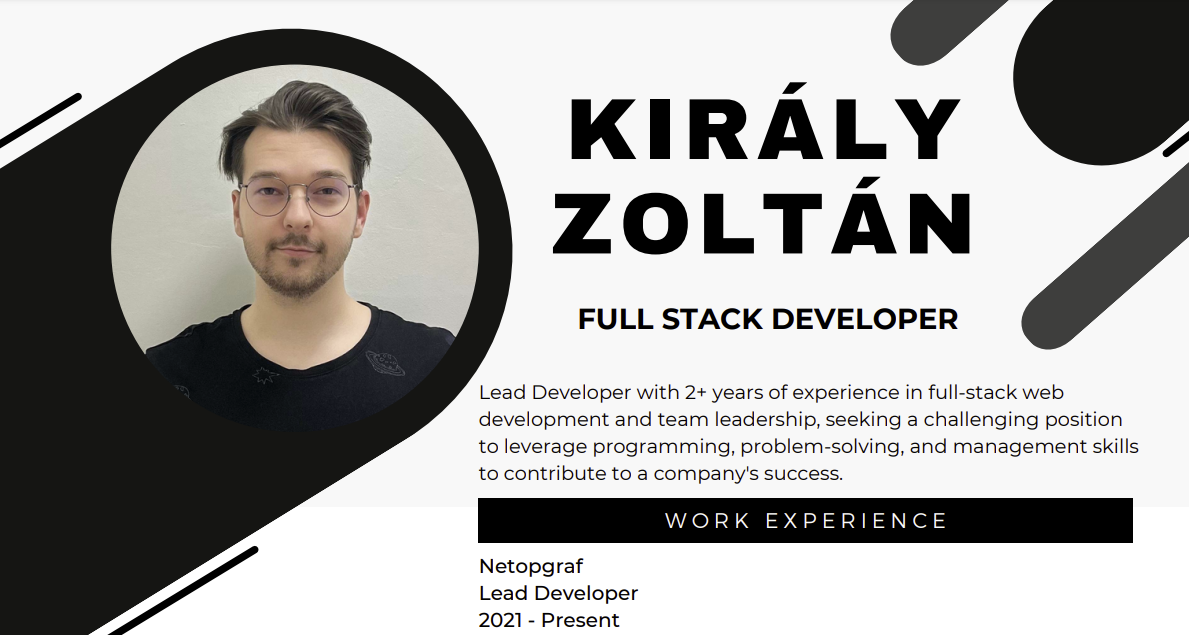 KIRÁLY
ZOLTÁN
FULL STACK DEVELOPER
Lead Developer with 2+ years of experience in full-stack web
development and team leadership, seeking a challenging position
to leverage programming, problem-solving, and management skills
to contribute to a company's success.
WORK EXPERIENCE
Netopgraf
Lead Developer
2021 - Present